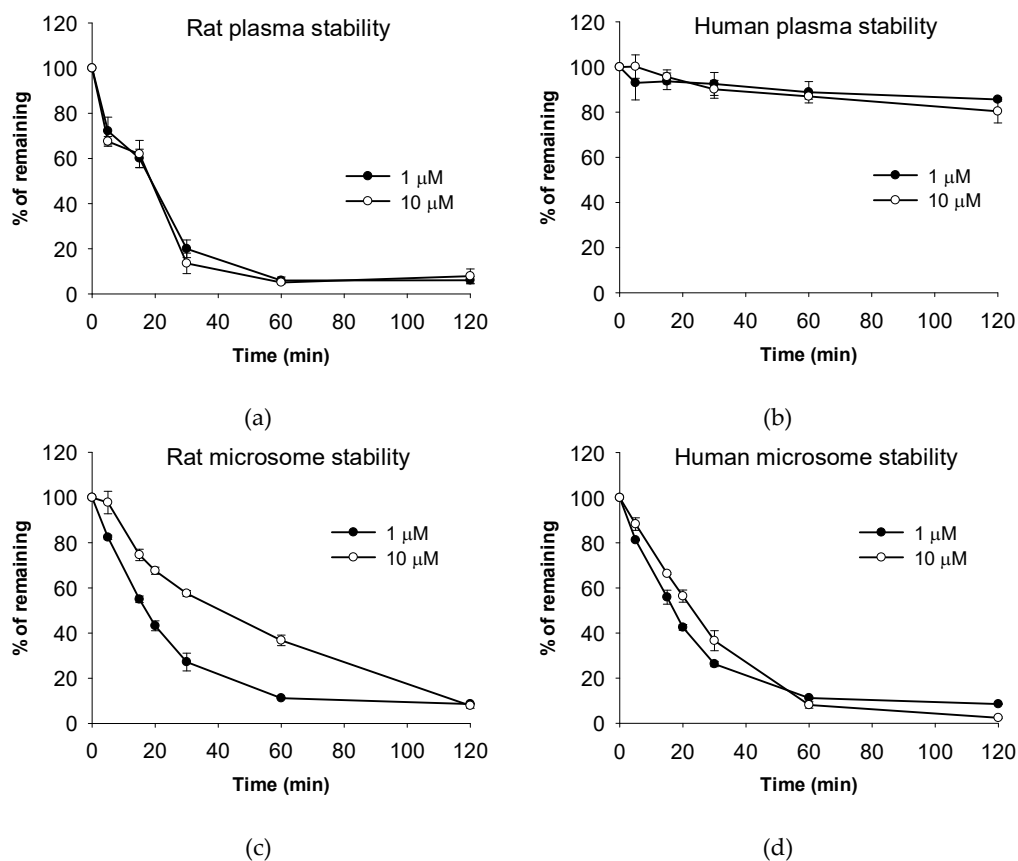 Rat plasma stability
120
100
80
60
40
20
0
% of remaining
1 μM
10 μM
0 20 40 60 80 100 120
Time (min)
(a)
Human plasma stability
120
100
80
60
40
20
0
% of remaining
1 μM
10 μM
0 20 40 60 80 100 120
Time (min)
(b)
Rat microsome stability
120
100
80
60
40
20
0
% of remaining
1 μM
10 μM
0 20 40 60 80 100 120
Time (min)
(c)
Human microsome stability
120
100
80
60
40
20
0
% of remaining
1 μM
10 μM
0 20 40 60 80 100 120
Time (min)
(d)